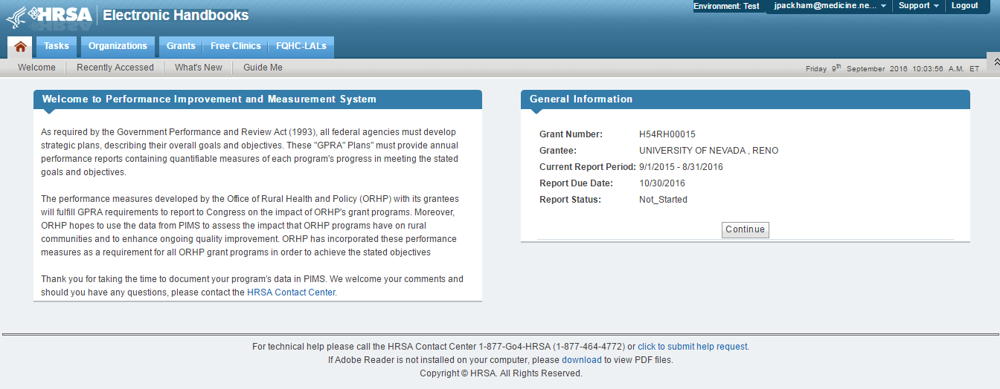 HRSA Electronic Handbooks
Environment: Test jpackham@medicine.ne... Support Logout
Tasks Organizations Grants Free Clinics FQHC-LALs
Welcome Recently Accessed What's New Guide Me
Friday 9th September 2016 10:03:56 A.M. ET
Welcome to Performance Improvement and Measurement System
As required by the Government Performance and Review Act (1993), all federal agencies must develop
strategic plans, describing their overall goals and objectives. These "GPRA" Plans" must provide annual
performance reports containing quantifiable measures of each program's progress in meeting the stated
goals and objectives.
The performance measures developed by the Office of Rural Health and Policy (ORHP) with its grantees
will fulfill GPRA requirements to report to Congress on the impact of ORHP's grant programs. Moreover,
ORHP hopes to use the data from PIMS to assess the impact that ORHP programs have on rural
communities and to enhance ongoing quality improvement. ORHP has incorporated these performance
measures as a requirement for all ORHP grant programs in order to achieve the stated objectives
Thank you for taking the time to document your program's data in PIMS. We welcome your comments and
should you have any questions, please contact the HRSA Contact Center.
General Information
Grant Number: H54RH00015
Grantee: UNIVERSITY OF NEVADA , RENO
Current Report Period: 9/1/2015 - 8/31/2016
Report Due Date: 10/30/2016
Report Status: Not_Started
Continue
For technical help please call the HRSA Contact Center 1-877-Go4-HRSA (1-877-464-4772) or click to submit help request.
If Adobe Reader is not installed on your computer, please download to view PDF files.
Copyright © HRSA. All Rights Reserved.